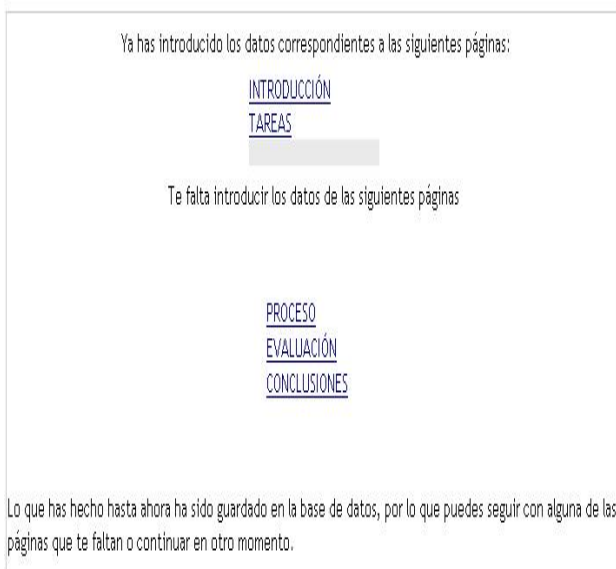 Ya has introducido los datos correspondientes a las siguientes páginas:
INTRODUCCIÓN
TAREAS
Te falta introducir los datos de las siguientes páginas
PROCESO
EVALUACIÓN
CONCLUSIONES
Lo que has hecho hasta ahora ha sido guardado en la base de datos, por lo que puedes seguir con alguna de las
páginas que te faltan o continuar en otro momento.